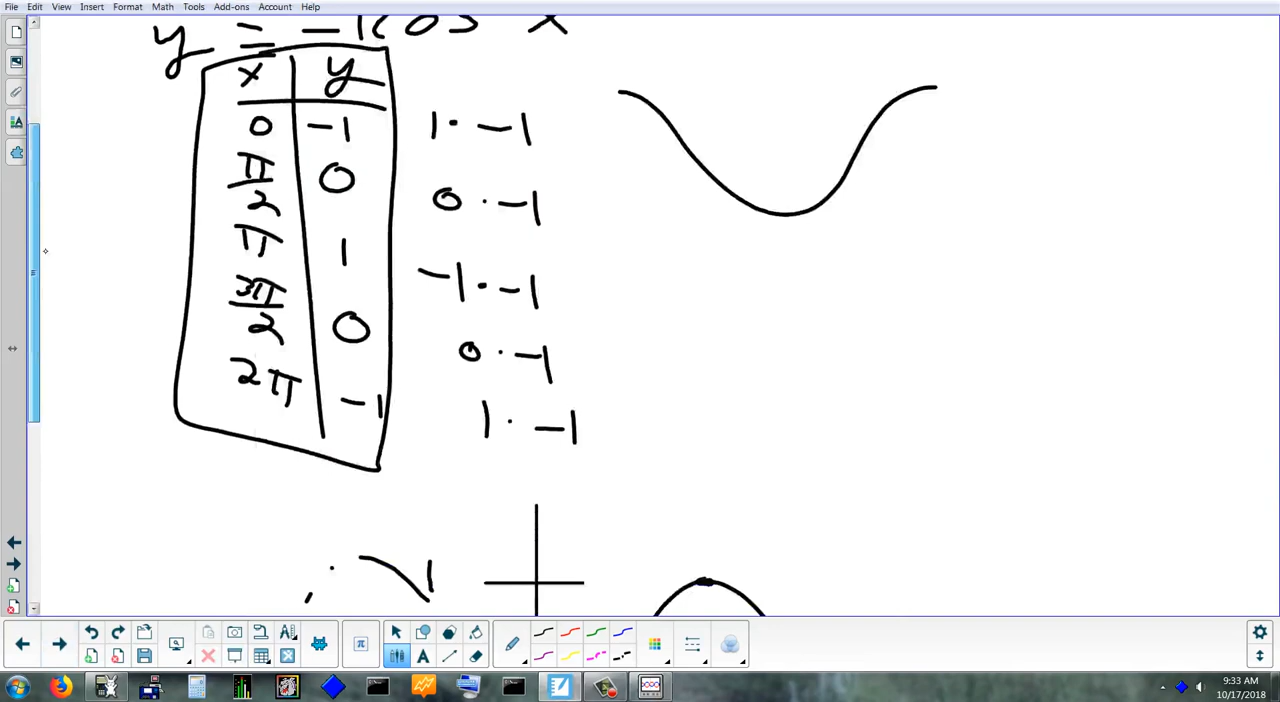 File Edit View Insert Format Math Tools Add-ons Account Help
y = -1cos x
x y
0 -1 1 · -1
π/2 0 0 · -1
π 1 -1 · -1
3π/2 0 0 · -1
2π -1 1 · -1
A
π
9:33 AM
10/17/2018